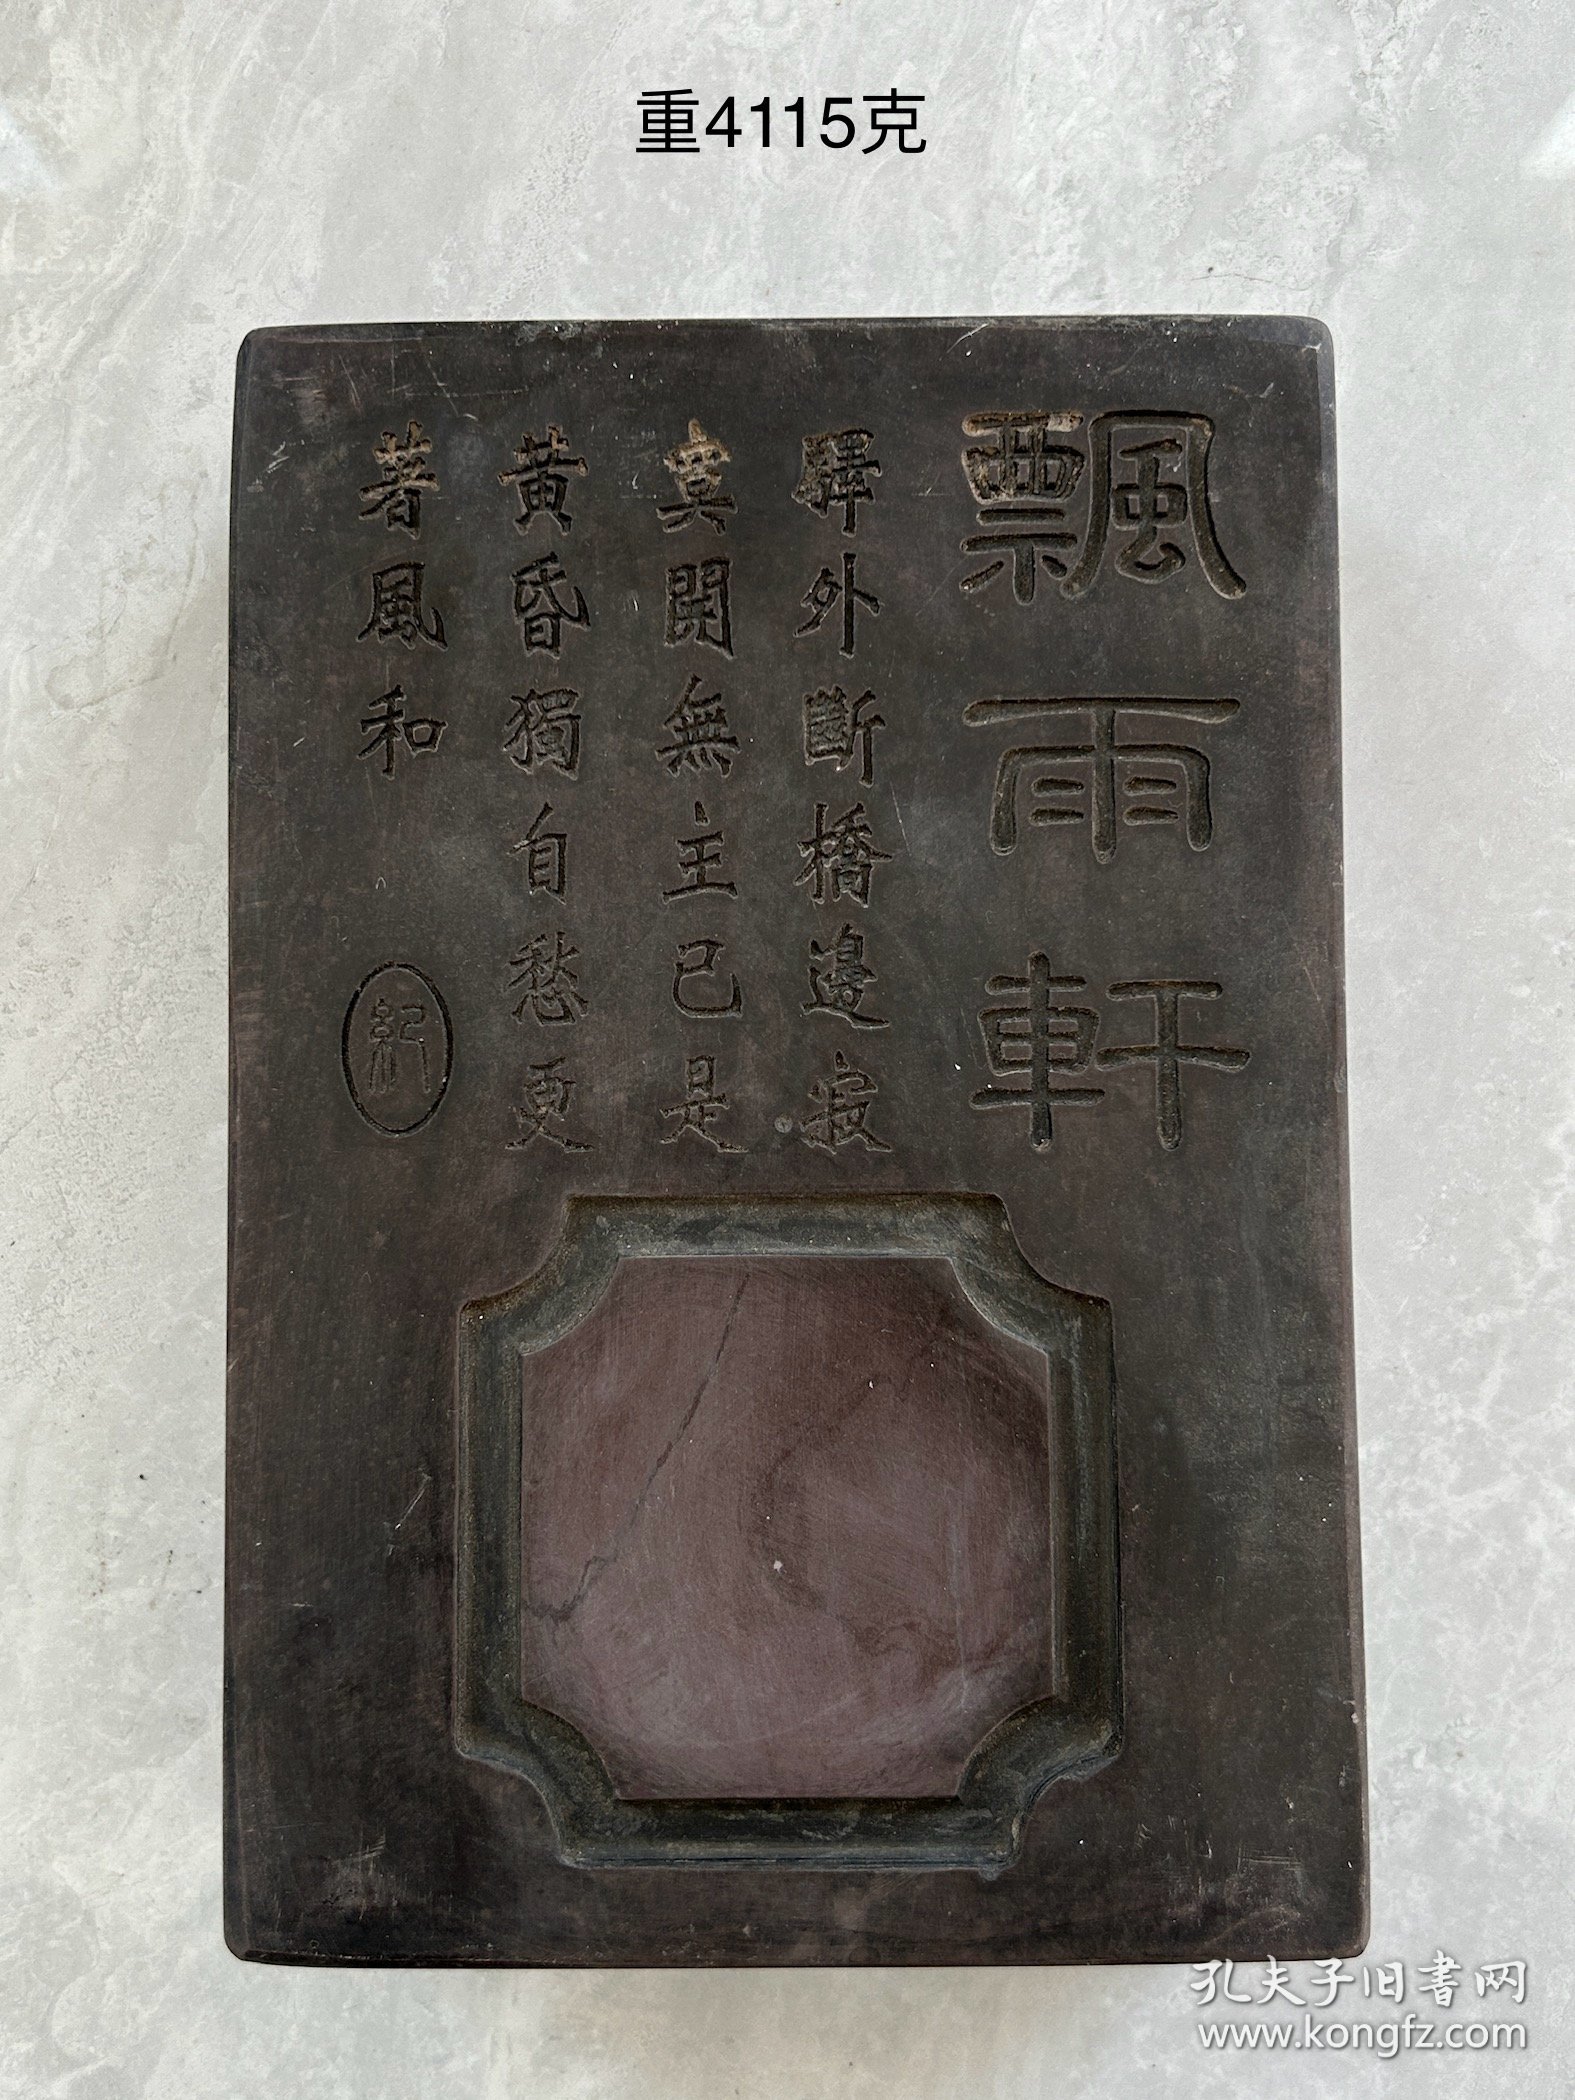 重4115克
飄雨軒
驛外斷橋邊寂
寞開無主已是
黃昏獨自愁更
著風和
紀
孔夫子旧書网
www.kongfz.com